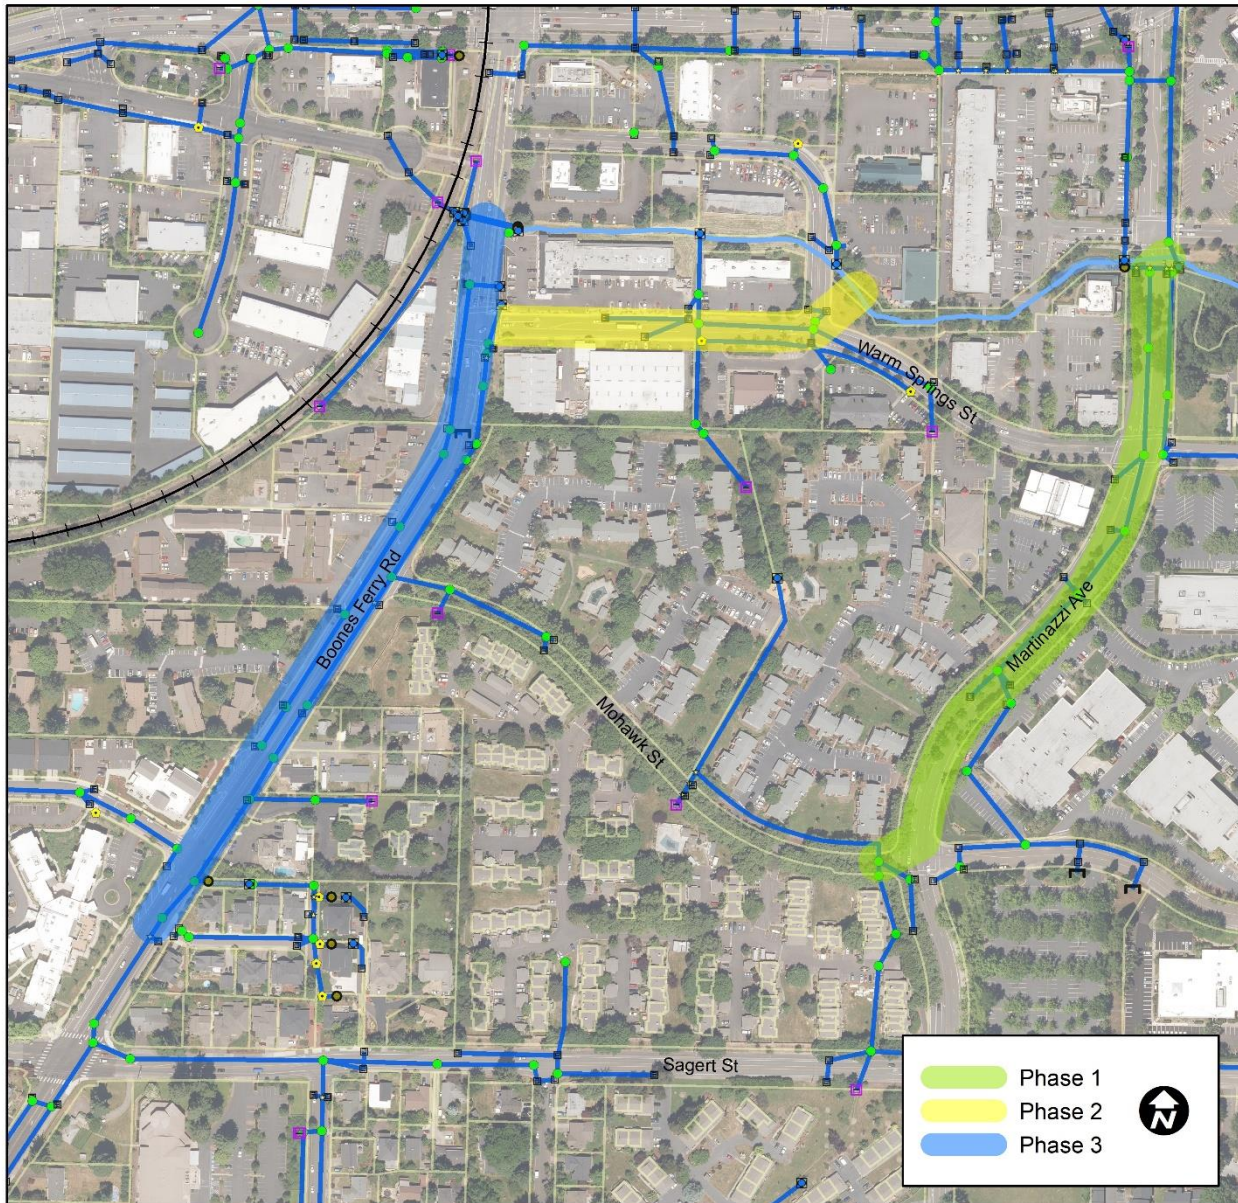 Warm Springs St
Boones Ferry Rd
Martinazzi Ave
Mohawk St
Sagert St
Phase 1
Phase 2
Phase 3
N